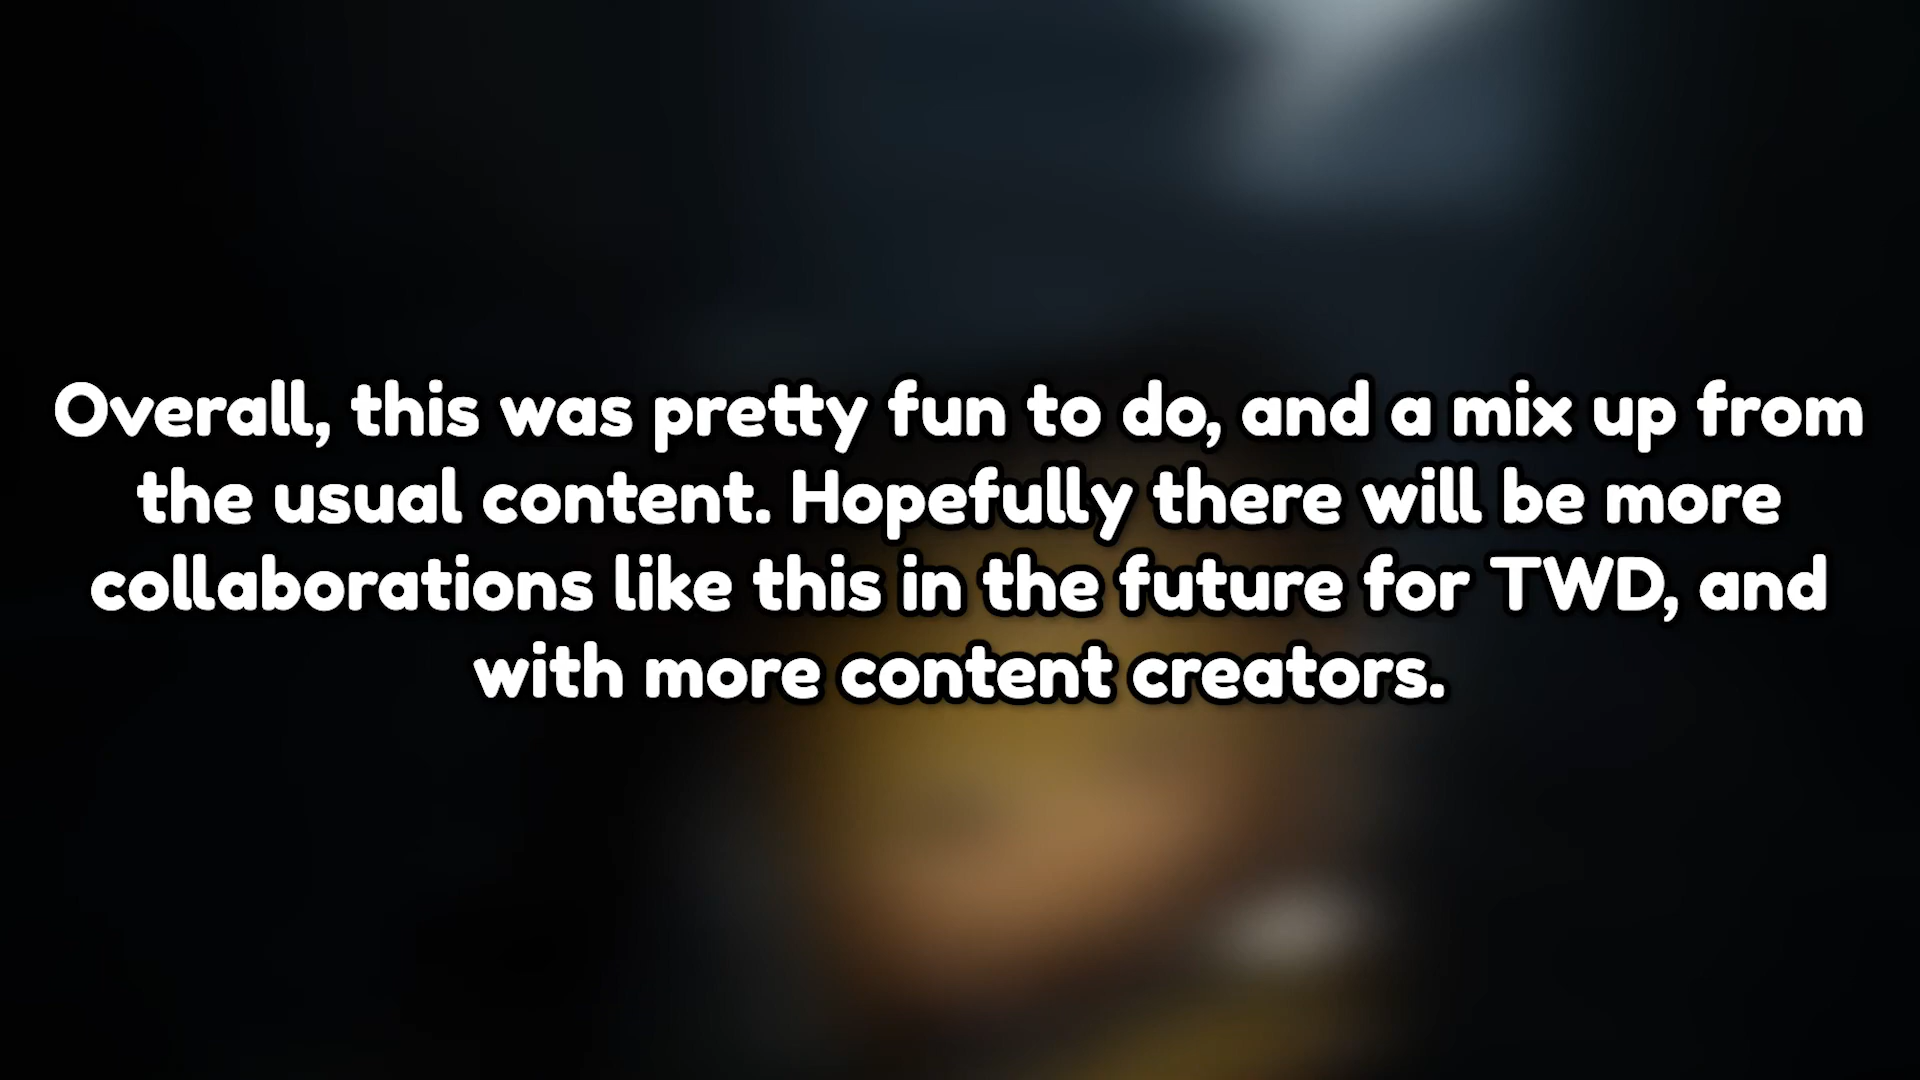 Overall, this was pretty fun to do, and a mix up from
the usual content. Hopefully there will be more
collaborations like this in the future for TWD, and
with more content creators.